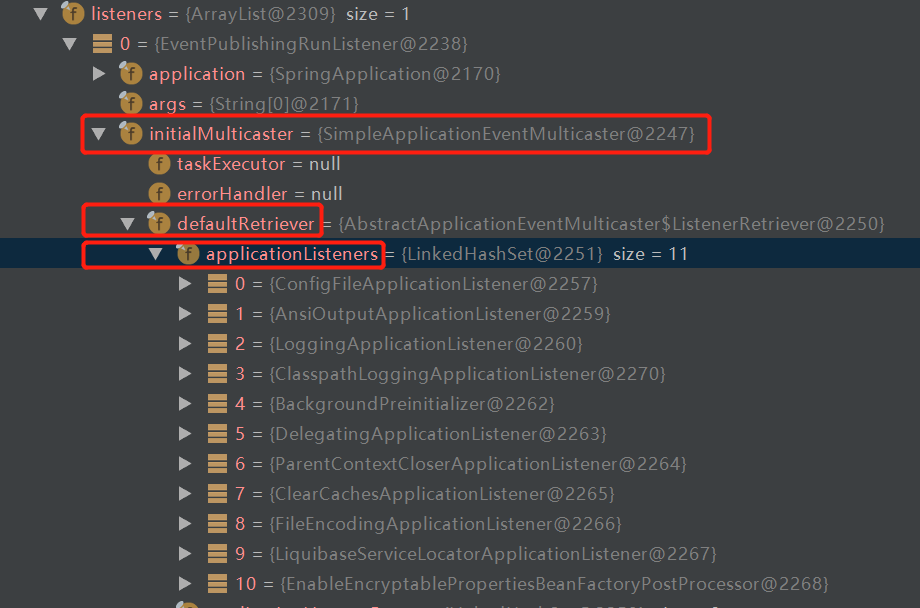 listeners = {ArrayList@2309} size = 1
0 = {EventPublishingRunListener@2238}
f application = {SpringApplication@2170}
f args = {String[0]@2171}
f initialMulticaster = {SimpleApplicationEventMulticaster@2247}
f taskExecutor = null
f errorHandler = null
f defaultRetriever = {AbstractApplicationEventMulticaster$ListenerRetriever@2250}
f applicationListeners = {LinkedHashSet@2251} size = 11
0 = {ConfigFileApplicationListener@2257}
1 = {AnsiOutputApplicationListener@2259}
2 = {LoggingApplicationListener@2260}
3 = {ClasspathLoggingApplicationListener@2270}
4 = {BackgroundPreinitializer@2262}
5 = {DelegatingApplicationListener@2263}
6 = {ParentContextCloserApplicationListener@2264}
7 = {ClearCachesApplicationListener@2265}
8 = {FileEncodingApplicationListener@2266}
9 = {LiquibaseServiceLocatorApplicationListener@2267}
10 = {EnableEncryptablePropertiesBeanFactoryPostProcessor@2268}